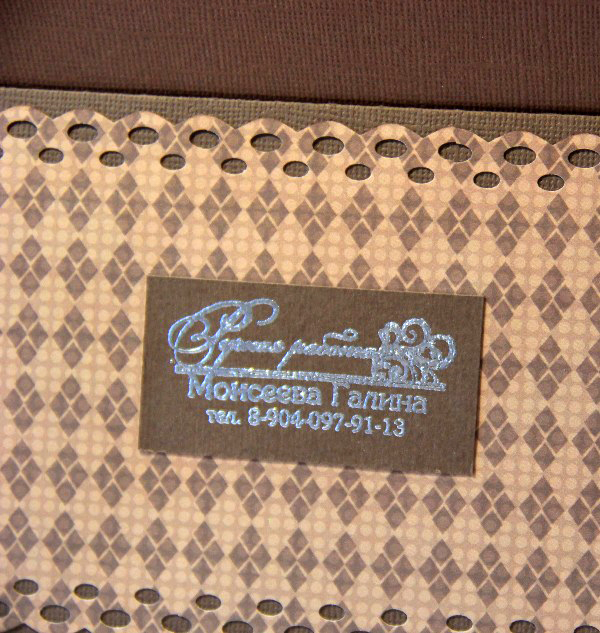 Ручная работа
Моисеева Галина
тел. 8-904-097-91-13